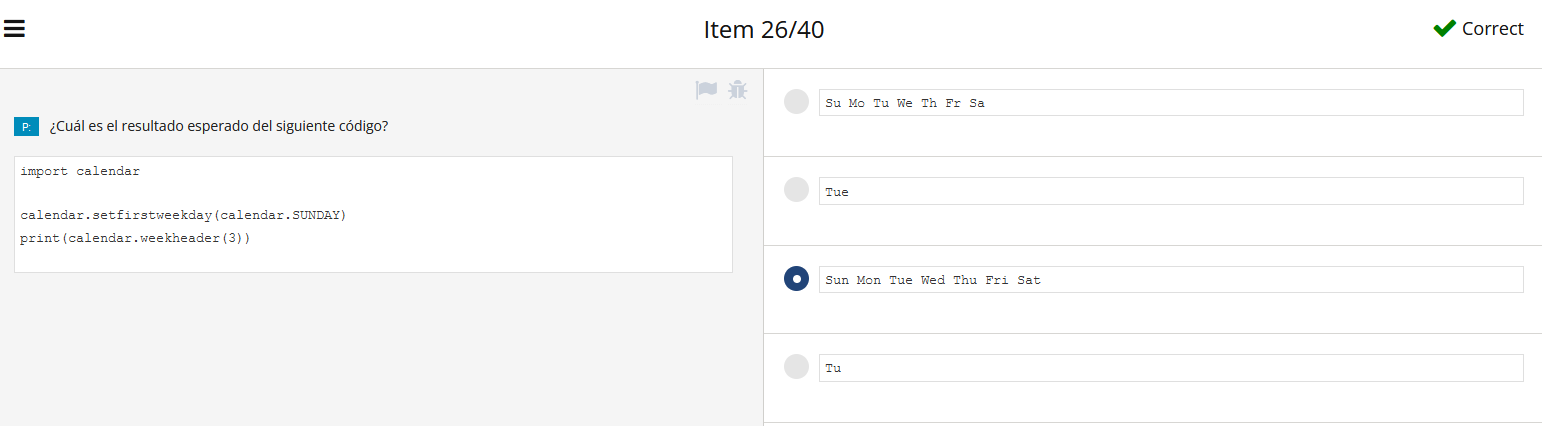 Item 26/40
Correct
P:
¿Cuál es el resultado esperado del siguiente código?
import calendar
calendar.setfirstweekday(calendar.SUNDAY)
print(calendar.weekheader(3))
Su Mo Tu We Th Fr Sa
Tue
Sun Mon Tue Wed Thu Fri Sat
Tu